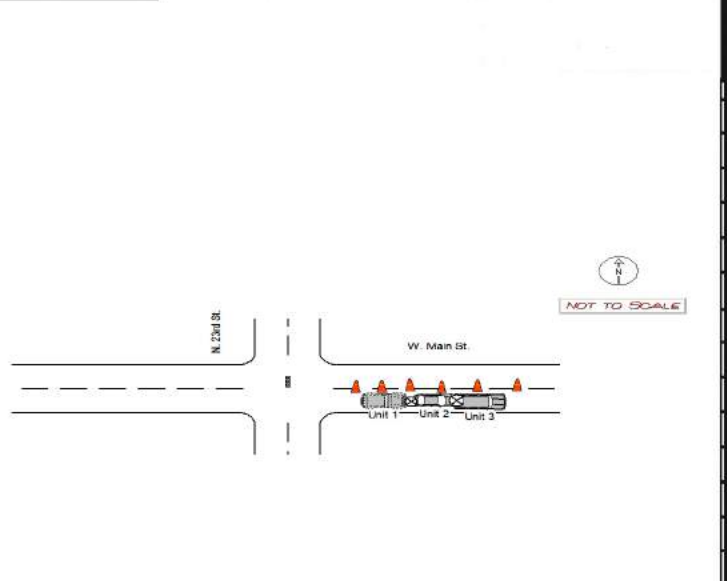 N
NOT TO SCALE
N. 23rd St.
W. Main St.
Unit 1
Unit 2
Unit 3